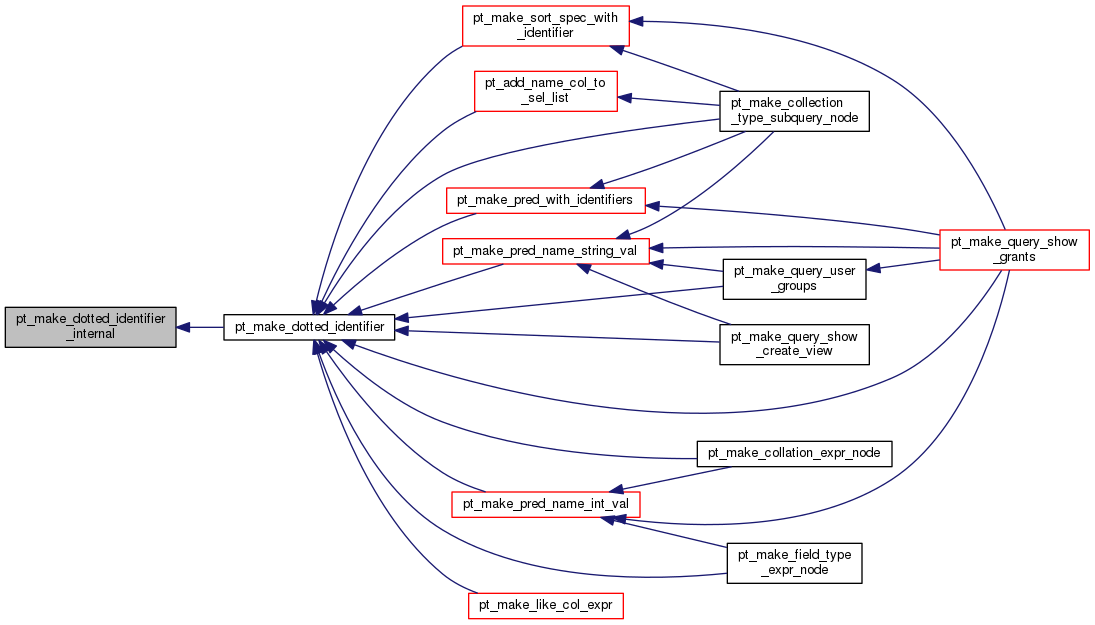 pt_make_sort_spec_with
_identifier
pt_add_name_col_to
_sel_list
pt_make_collection
_type_subquery_node
pt_make_pred_with_identifiers
pt_make_pred_name_string_val
pt_make_query_show
_grants
pt_make_query_user
_groups
pt_make_dotted_identifier
_internal
pt_make_dotted_identifier
pt_make_query_show
_create_view
pt_make_collation_expr_node
pt_make_pred_name_int_val
pt_make_field_type
_expr_node
pt_make_like_col_expr